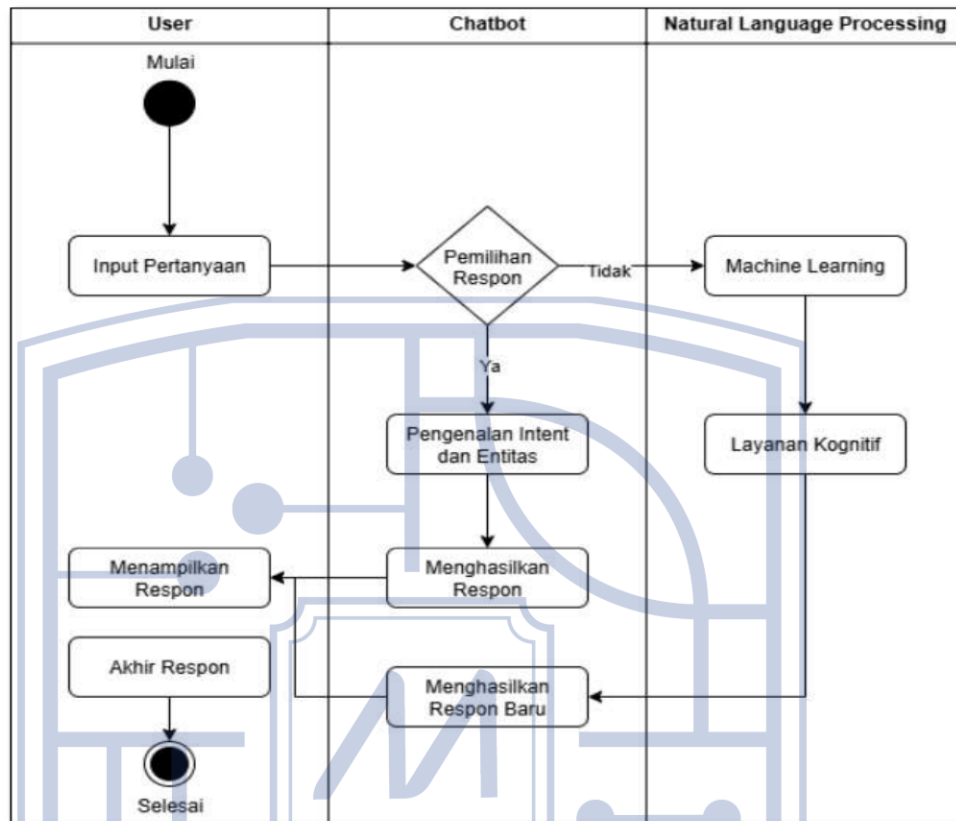 User
Chatbot
Natural Language Processing
Mulai
Input Pertanyaan
Pemilihan
Respon
Tidak
Machine Learning
Ya
Pengenalan Intent
dan Entitas
Layanan Kognitif
Menampilkan
Respon
Menghasilkan
Respon
Akhir Respon
Menghasilkan
Respon Baru
Selesai